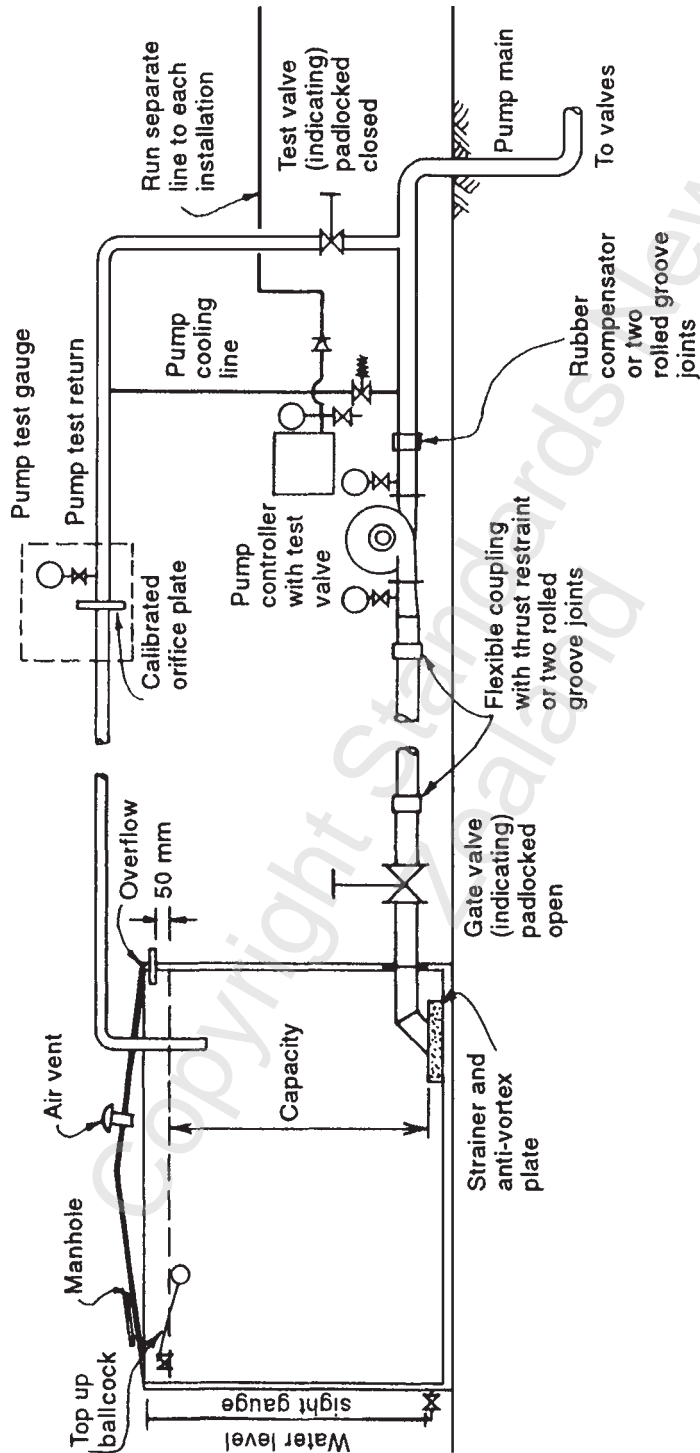 Top up
ballcock
Manhole
Air vent
Overflow
50 mm
Capacity
Water level
sight gauge
Strainer and
anti-vortex
plate
Gate valve
(indicating)
padlocked
open
Flexible coupling
with thrust restraint
or two rolled
groove joints
Calibrated
orifice plate
Pump test gauge
Pump test return
Pump
controller
with test
valve
Pump
cooling
line
Run separate
line to each
installation
Test valve
(indicating)
padlocked
closed
Rubber
compensator
or two
rolled groove
joints
Pump main
To valves
Copyright Standards New
Zealand